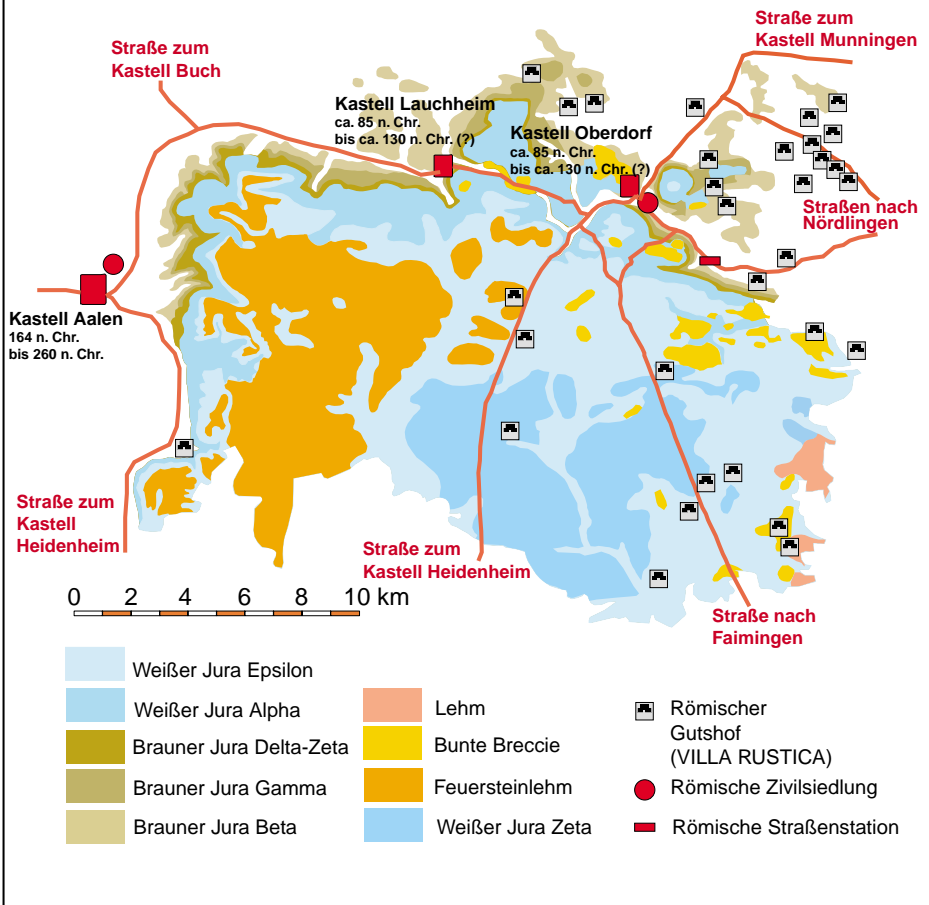 Straße zum
Kastell Munningen
Straße zum
Kastell Buch
Kastell Lauchheim
ca. 85 n. Chr.
bis ca. 130 n. Chr. (?)
Kastell Oberdorf
ca. 85 n. Chr.
bis ca. 130 n. Chr. (?)
Straßen nach
Nördlingen
Kastell Aalen
164 n. Chr.
bis 260 n. Chr.
Straße zum
Kastell
Heidenheim
Straße zum
Kastell Heidenheim
Straße nach
Faimingen
0 2 4 6 8 10 km
Weißer Jura Epsilon
Weißer Jura Alpha
Brauner Jura Delta-Zeta
Brauner Jura Gamma
Brauner Jura Beta
Lehm
Bunte Breccie
Feuersteinlehm
Weißer Jura Zeta
Römischer
Gutshof
(VILLA RUSTICA)
Römische Zivilsiedlung
Römische Straßenstation